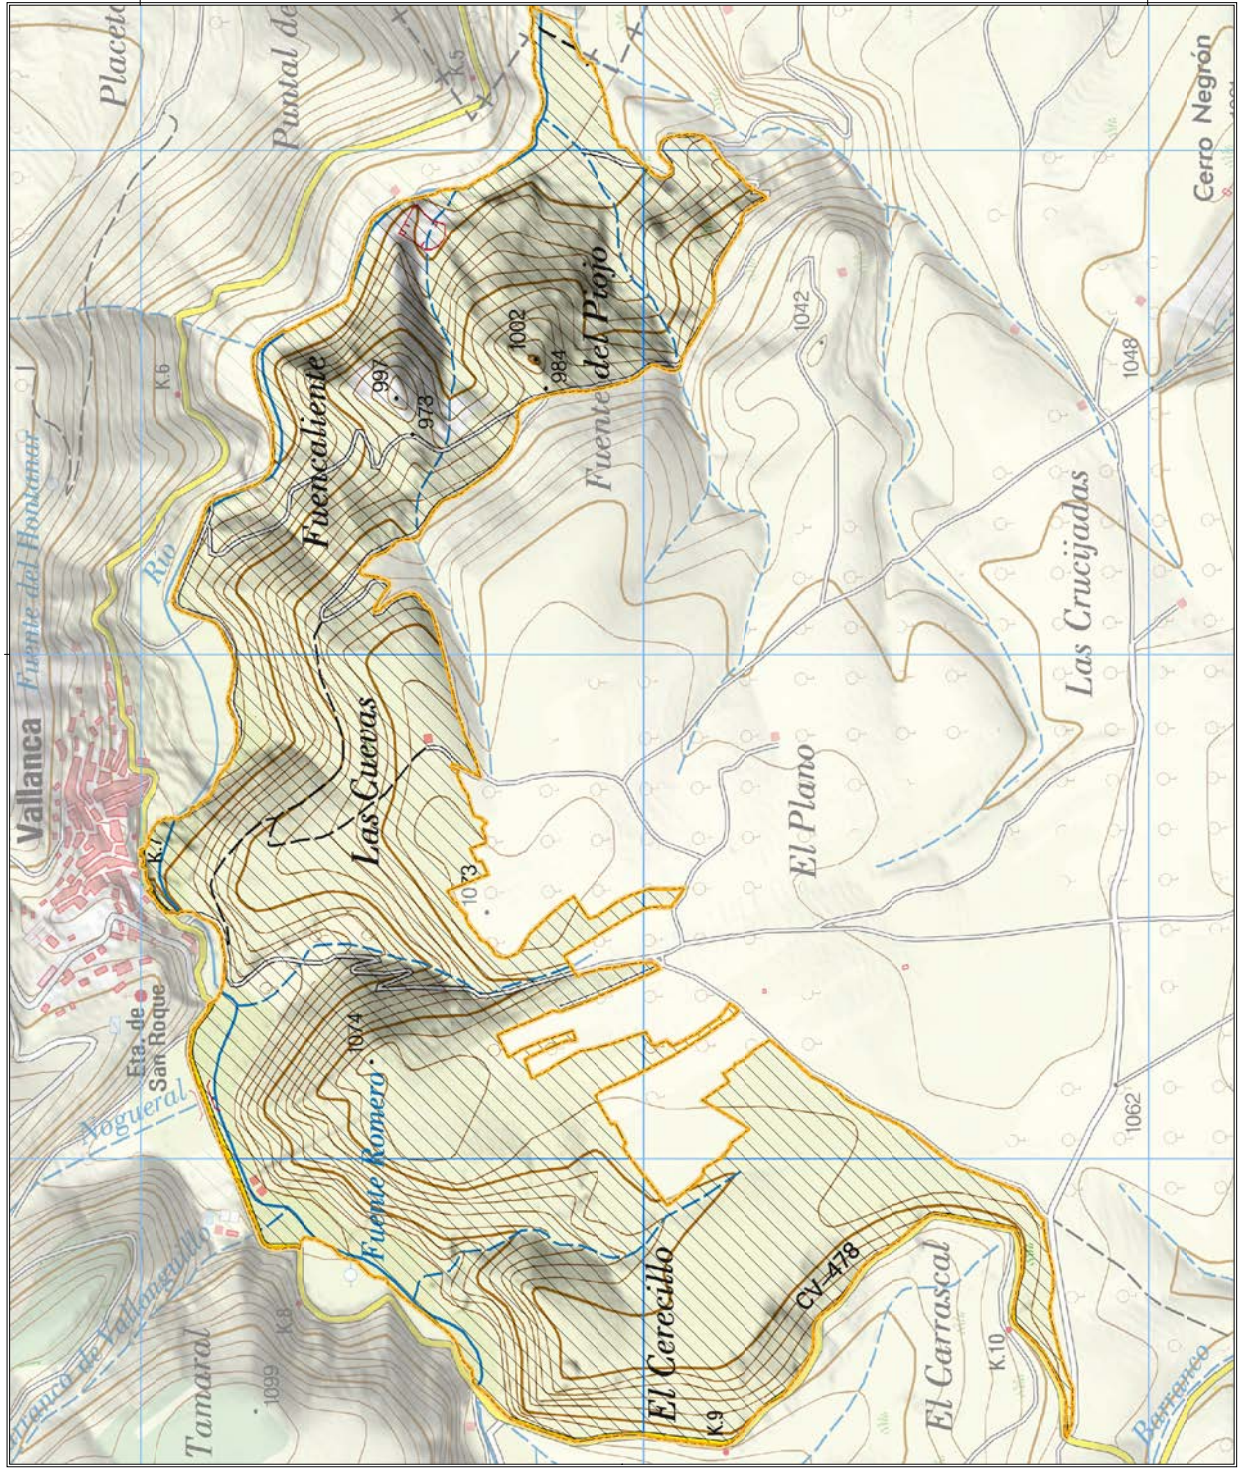 Vallanca
Fuente del Hontanar
Placeto
Puntal de
K.5
K.6
Río
Fuencaliente
997
973
1002
984
Fuente del Piojo
1042
Cerro Negrón
1048
Las Crucijadas
Las Cuevas
1073
El Plano
K.7
Eta. de
San Roque
Nogueral
1074
Fuente Romero
1062
Barranco de Vallonguillo
K.8
Tamaral
1099
El Cerecillo
K.9
CV-478
El Carrascal
K.10
Barranco